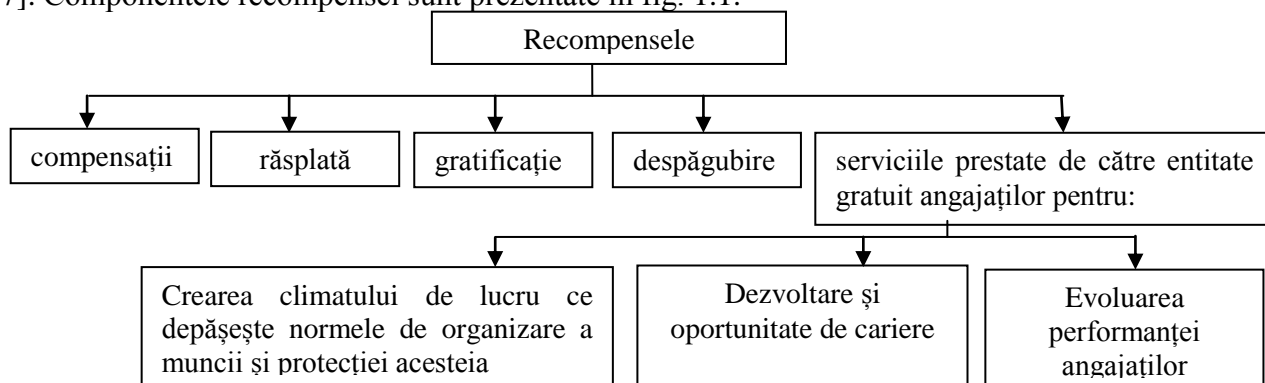 7]. Componentele recompensei sunt prezentate în fig. 1.1.
Recompensele
compensații
răsplată
gratificație
despăgubire
serviciile prestate de către entitate
gratuit angajaților pentru:
Crearea climatului de lucru ce
depășește normele de organizare a
muncii și protecției acesteia
Dezvoltare și
oportunitate de cariere
Evoluarea
performanței
angajaților